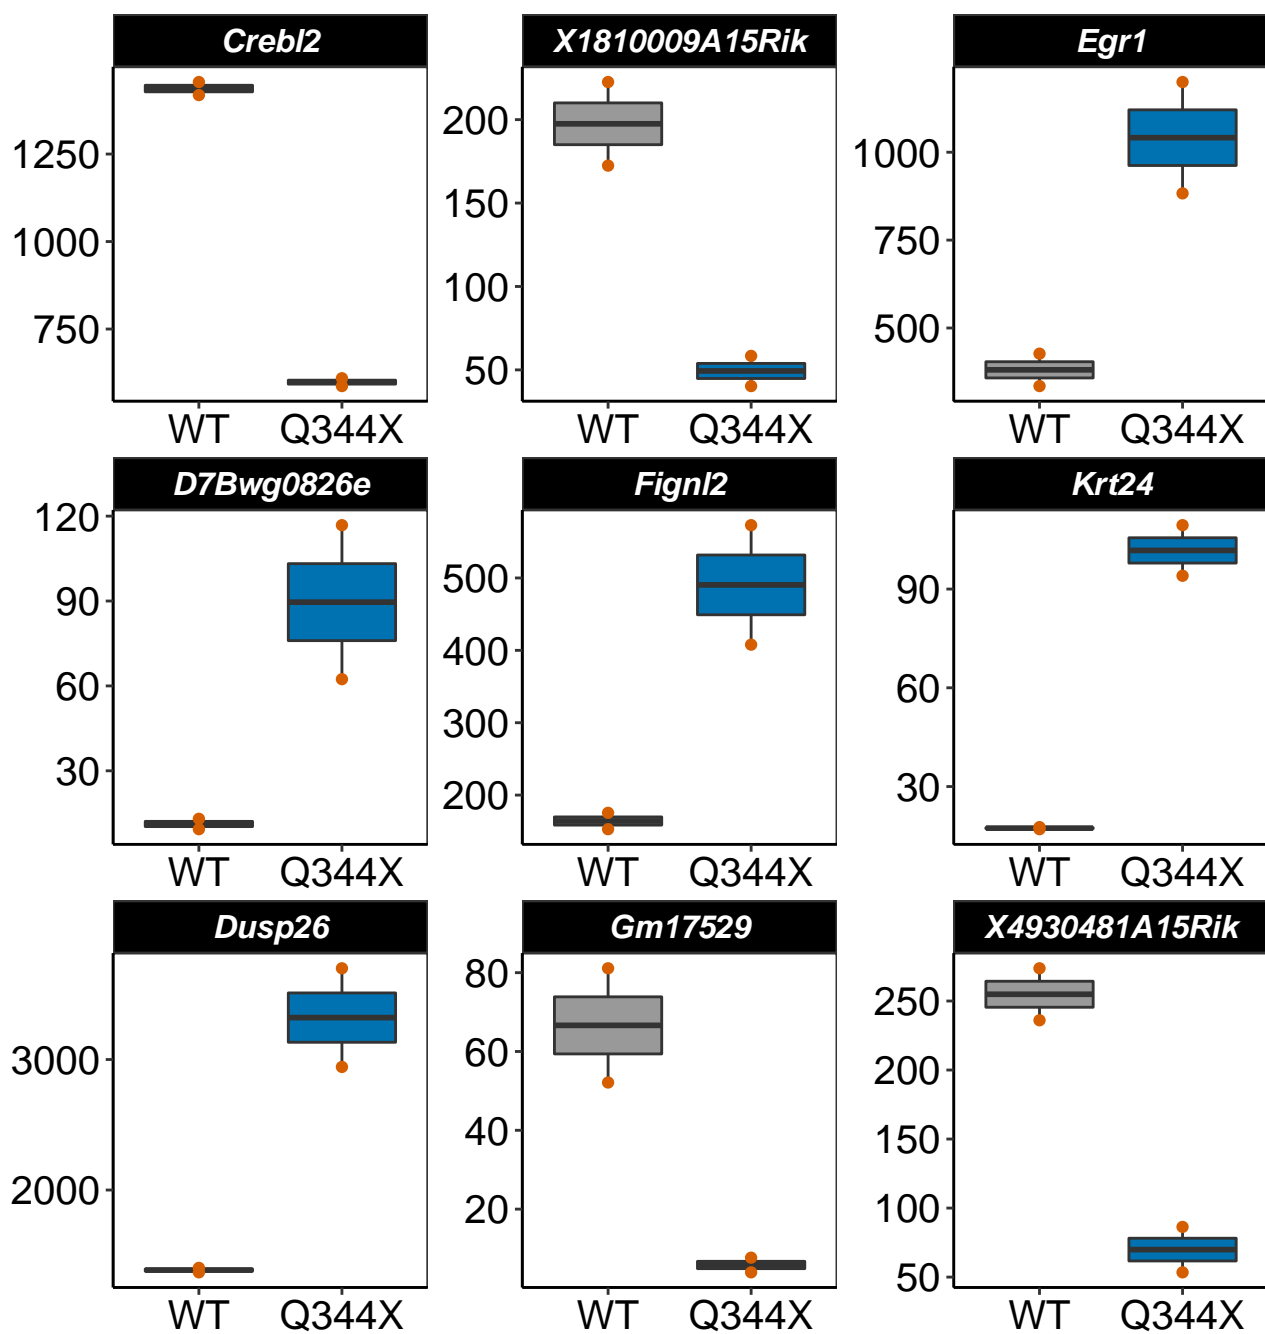 Crebl2
X1810009A15Rik
Egr1
1250
1000
750
WT Q344X
200
150
100
50
WT Q344X
1000
750
500
WT Q344X
D7Bwg0826e
Fignl2
Krt24
120
90
60
30
WT Q344X
500
400
300
200
WT Q344X
90
60
30
WT Q344X
Dusp26
Gm17529
X4930481A15Rik
3000
2000
WT Q344X
80
60
40
20
WT Q344X
250
200
150
100
50
WT Q344X